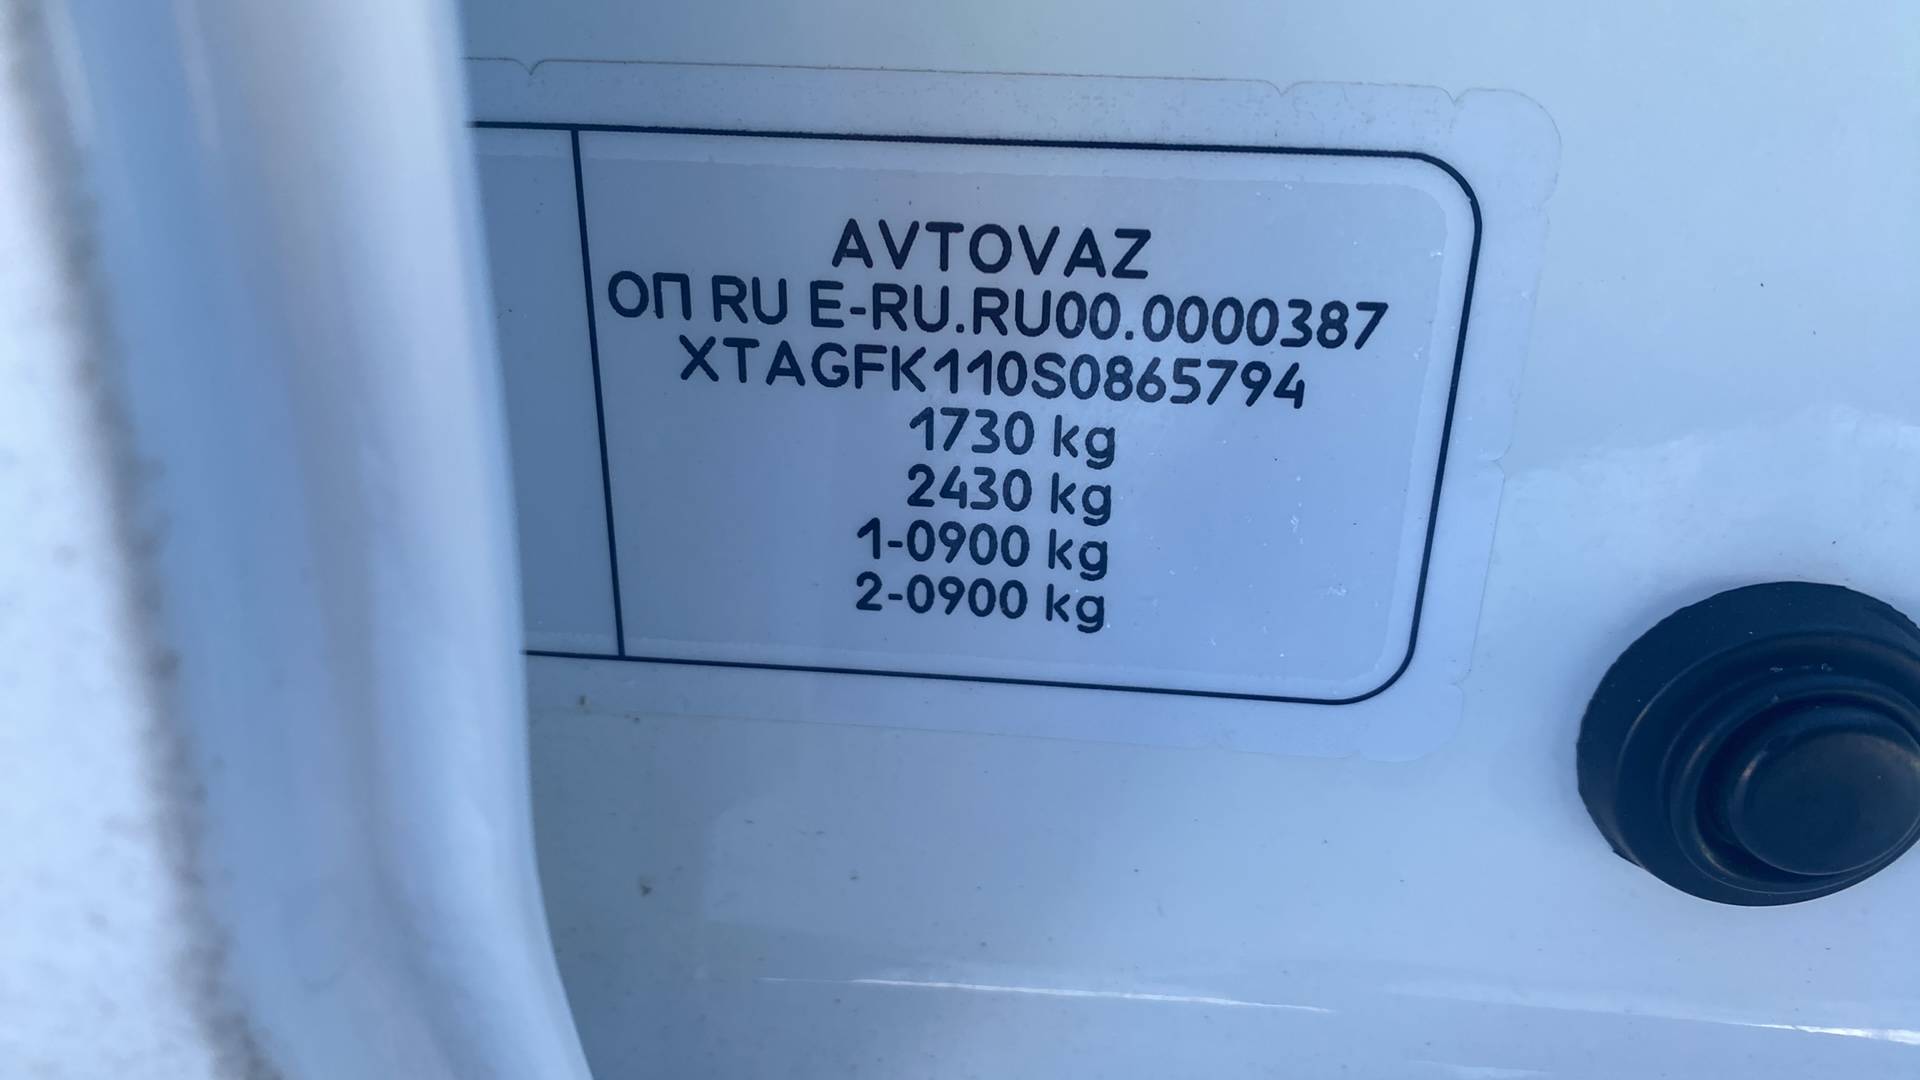 AVTOVAZ
ОП RU E-RU.RU00.0000387
XTAGFK110S0865794
1730 kg
2430 kg
1-0900 kg
2-0900 kg